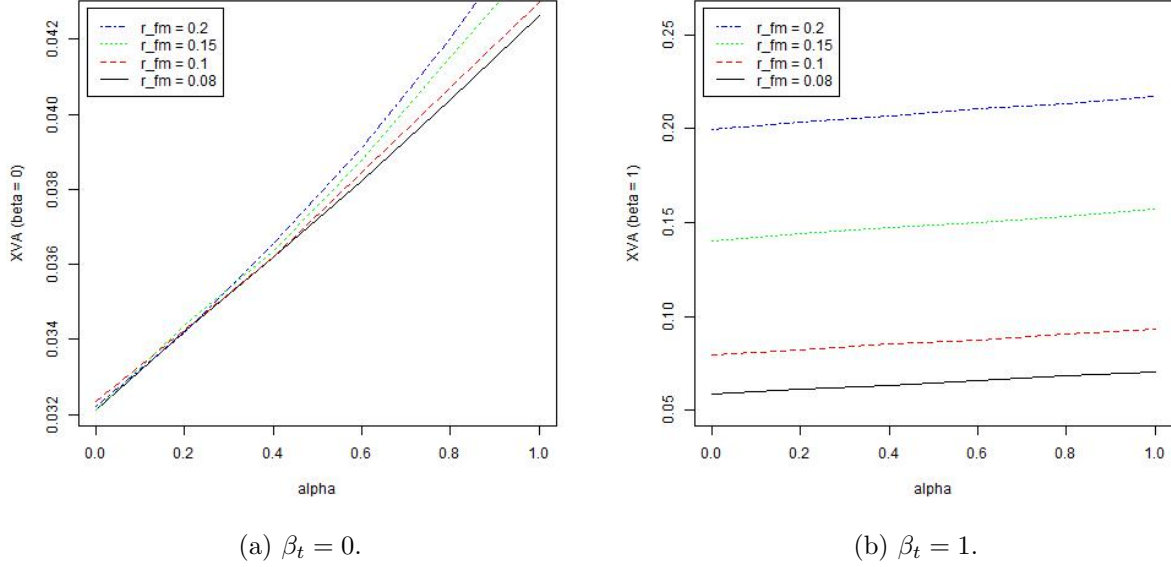 r_fm = 0.2
r_fm = 0.15
r_fm = 0.1
r_fm = 0.08
XVA (beta = 0)
0.042
0.040
0.038
0.036
0.034
0.032
0.0 0.2 0.4 0.6 0.8 1.0
alpha
(a) βt = 0.
r_fm = 0.2
r_fm = 0.15
r_fm = 0.1
r_fm = 0.08
XVA (beta = 1)
0.25
0.20
0.15
0.10
0.05
0.0 0.2 0.4 0.6 0.8 1.0
alpha
(b) βt = 1.